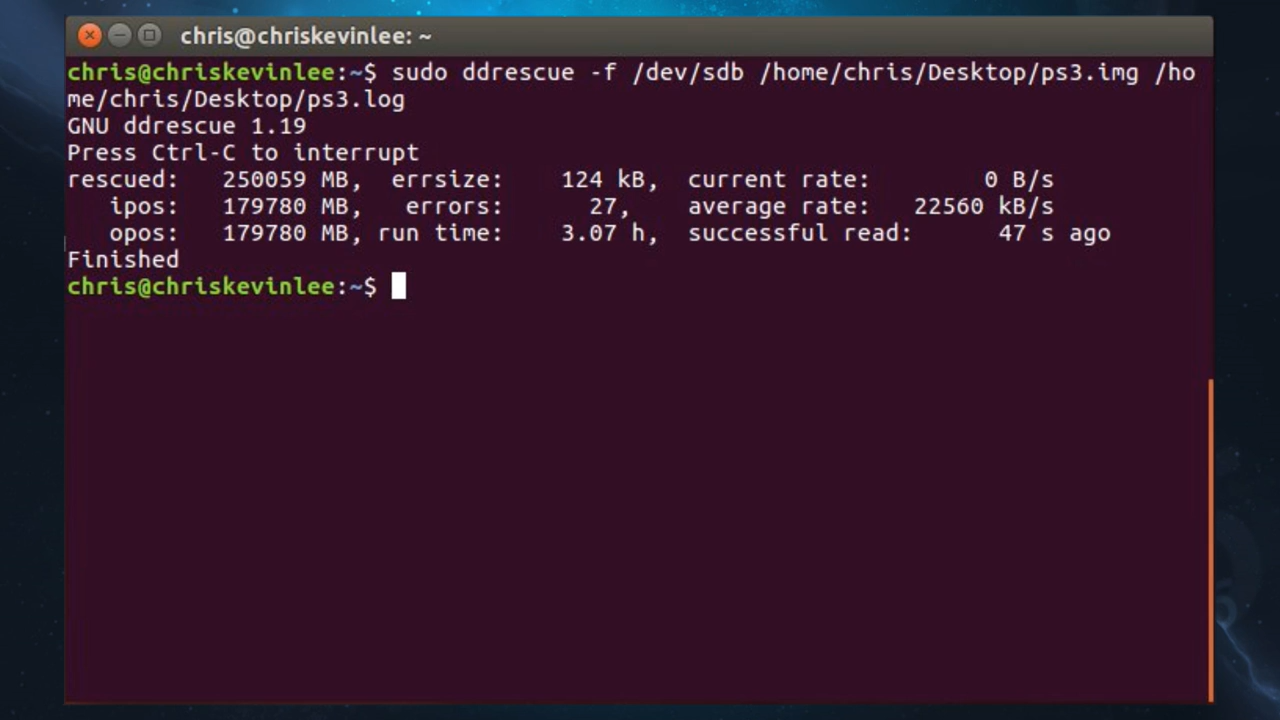 chris@chriskevinlee: ~
chris@chriskevinlee:~$ sudo ddrescue -f /dev/sdb /home/chris/Desktop/ps3.img /ho
me/chris/Desktop/ps3.log
GNU ddrescue 1.19
Press Ctrl-C to interrupt
rescued:   250059 MB,  errsize:    124 kB,  current rate:        0 B/s
   ipos:   179780 MB,   errors:      27,    average rate:   22560 kB/s
   opos:   179780 MB, run time:    3.07 h,  successful read:      47 s ago
Finished
chris@chriskevinlee:~$